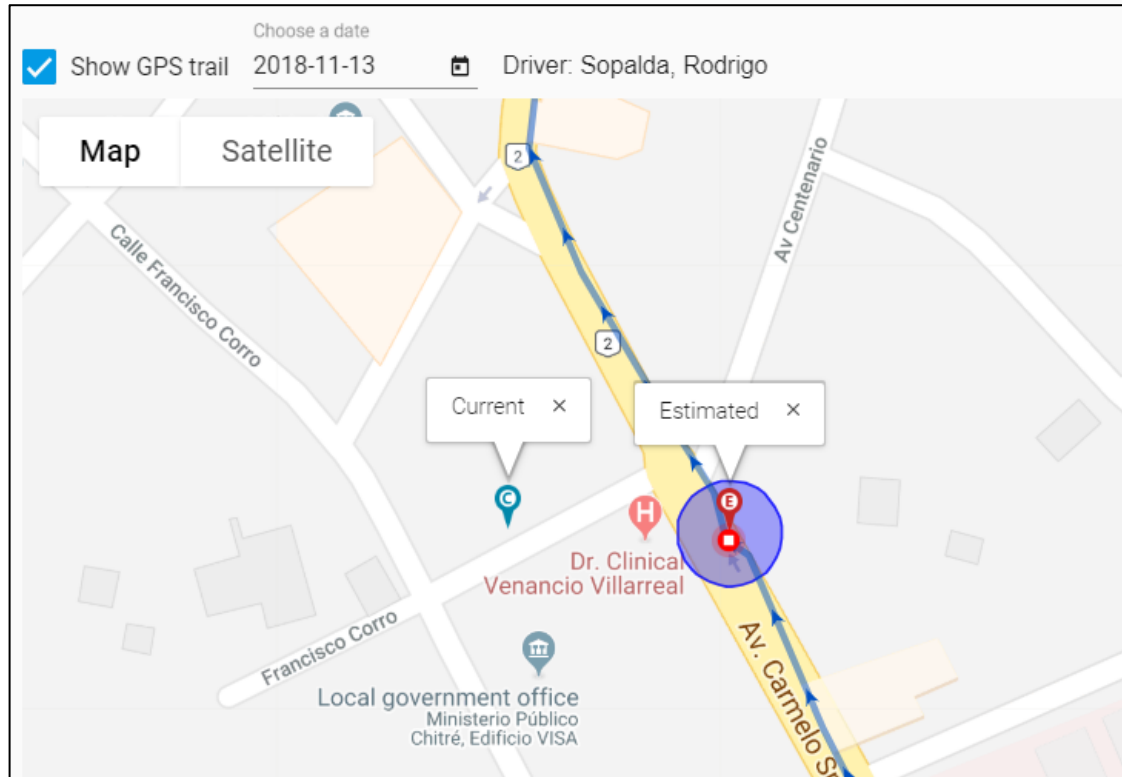 Choose a date
Show GPS trail
2018-11-13
Driver: Sopalda, Rodrigo
Map
Satellite
2
Av Centenario
Calle Francisco Corro
2
Current
Estimated
C
E
H
Dr. Clinical
Venancio Villarreal
Francisco Corro
Av. Carmelo
Local government office
Ministerio Público
Chitré, Edificio VISA